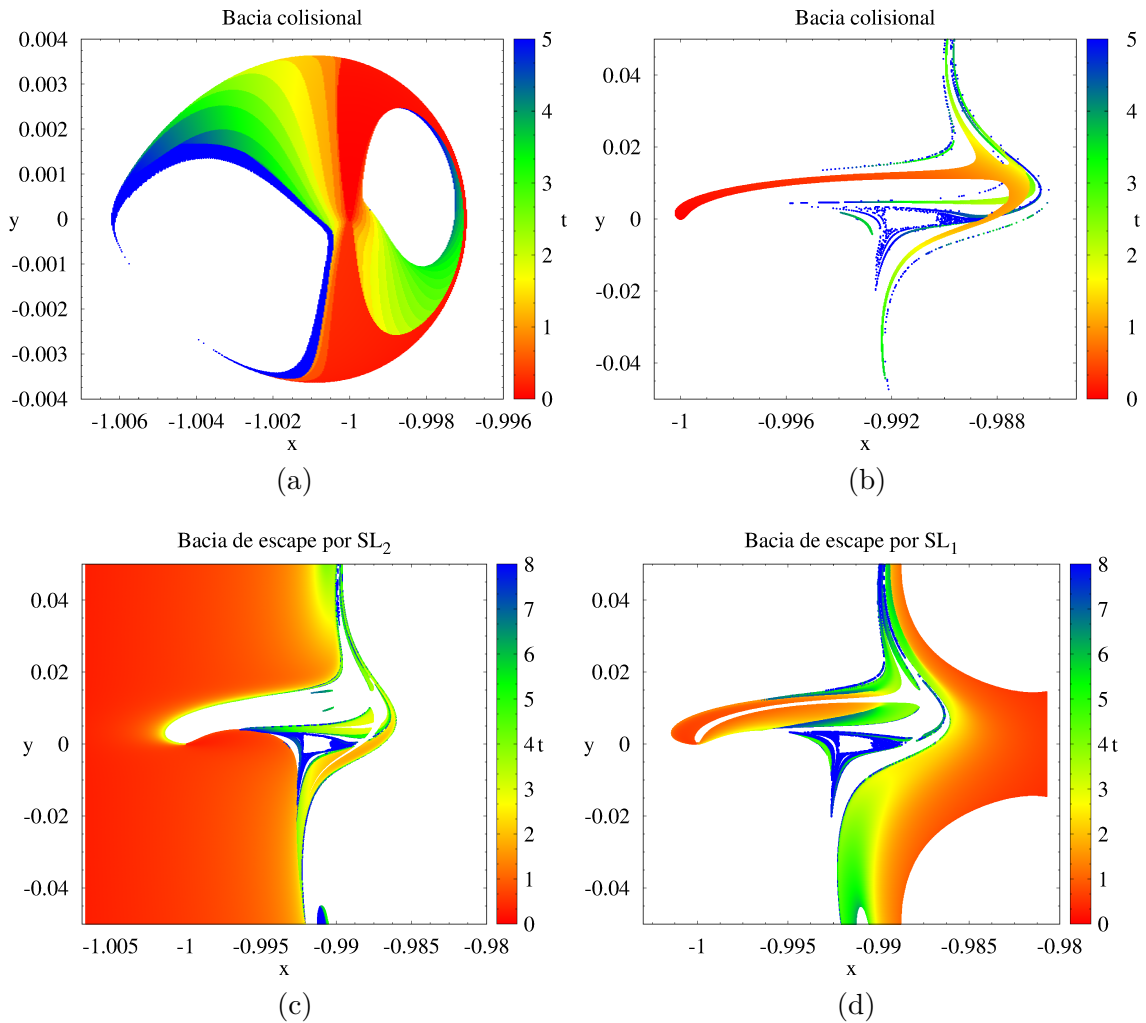 Bacia colisional
0.004
0.003
0.002
0.001
0
-0.001
-0.002
-0.003
-0.004
y
-1.006 -1.004 -1.002 -1 -0.998 -0.996
x
5
4
3
2
1
0
t
(a)
Bacia colisional
0.04
0.02
0
-0.02
-0.04
y
-1 -0.996 -0.992 -0.988
x
5
4
3
2
1
0
t
(b)
Bacia de escape por SL2
0.04
0.02
0
-0.02
-0.04
y
-1.005 -1 -0.995 -0.99 -0.985 -0.98
x
8
7
6
5
4
3
2
1
0
t
(c)
Bacia de escape por SL1
0.04
0.02
0
-0.02
-0.04
y
-1 -0.995 -0.99 -0.985 -0.98
x
8
7
6
5
4
3
2
1
0
t
(d)